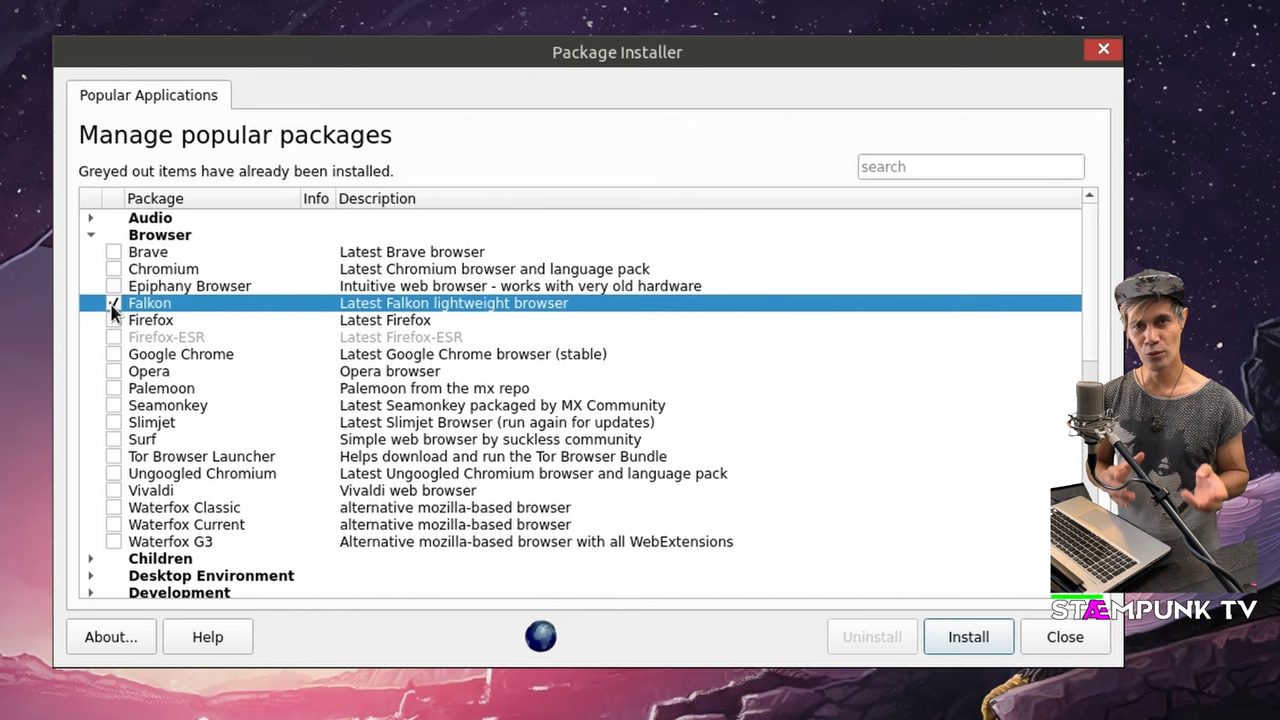 Package Installer
Popular Applications
Manage popular packages
Greyed out items have already been installed.
search
Package Info Description
Audio
Browser
Brave Latest Brave browser
Chromium Latest Chromium browser and language pack
Epiphany Browser Intuitive web browser - works with very old hardware
Falkon Latest Falkon lightweight browser
Firefox Latest Firefox
Firefox-ESR Latest Firefox-ESR
Google Chrome Latest Google Chrome browser (stable)
Opera Opera browser
Palemoon Palemoon from the mx repo
Seamonkey Latest Seamonkey packaged by MX Community
Slimjet Latest Slimjet Browser (run again for updates)
Surf Simple web browser by suckless community
Tor Browser Launcher Helps download and run the Tor Browser Bundle
Ungoogled Chromium Latest Ungoogled Chromium browser and language pack
Vivaldi Vivaldi web browser
Waterfox Classic alternative mozilla-based browser
Waterfox Current alternative mozilla-based browser
Waterfox G3 Alternative mozilla-based browser with all WebExtensions
Children
Desktop Environment
Development
STÆMPUNK TV
About... Help Uninstall Install Close